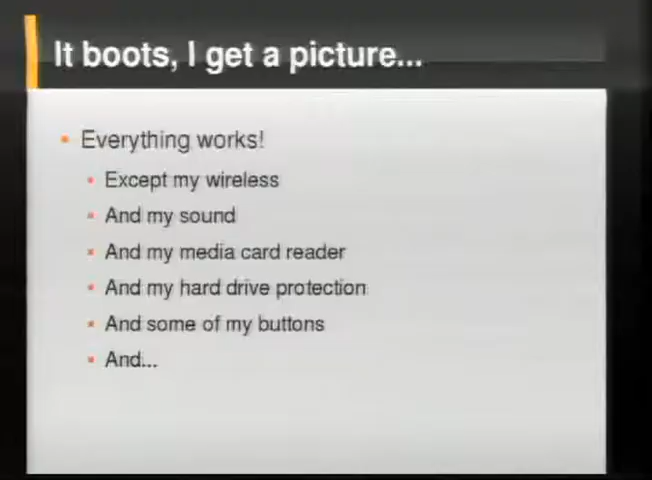 It boots, I get a picture...
Everything works!
Except my wireless
And my sound
And my media card reader
And my hard drive protection
And some of my buttons
And...